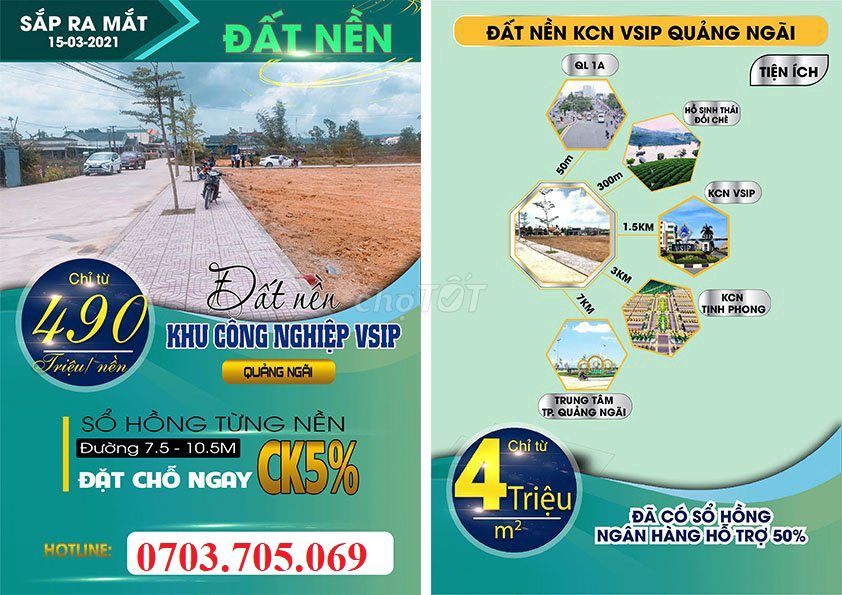 SẮP RA MẮT
15-03-2021
ĐẤT NỀN
Chỉ từ
490
Triệu/nền
Đất nền
KHU CÔNG NGHIỆP VSIP
QUẢNG NGÃI
SỔ HỒNG TỪNG NỀN
Đường 7.5 - 10.5M
ĐẶT CHỖ NGAY CK5%
HOTLINE: 0703.705.069
chợTỐT
ĐẤT NỀN KCN VSIP QUẢNG NGÃI
TIỆN ÍCH
QL 1A
HỒ SINH THÁI
ĐỒI CHÈ
50m
300m
KCN VSIP
1.5KM
VSIP
3KM
KCN
TỊNH PHONG
7KM
TRUNG TÂM
TP. QUẢNG NGÃI
Chỉ từ
4 Triệu
m²
ĐÃ CÓ SỔ HỒNG
NGÂN HÀNG HỖ TRỢ 50%